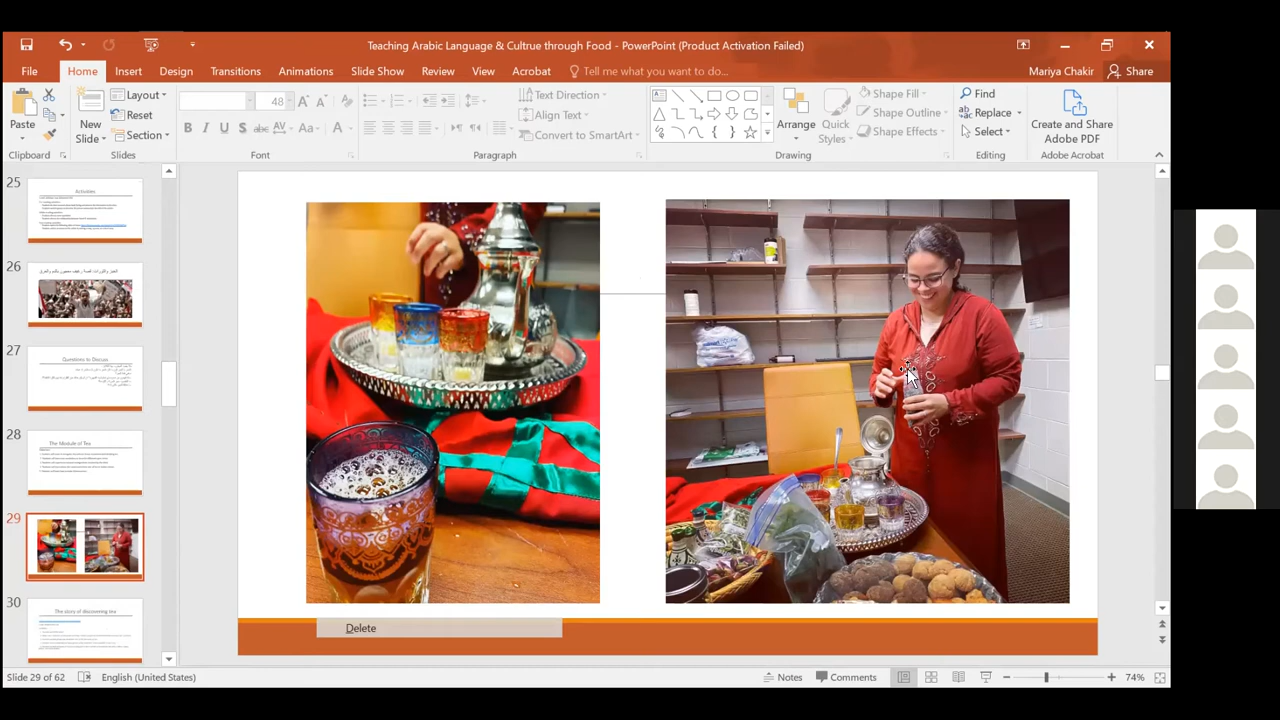 Teaching Arabic Language & Cultrue through Food - PowerPoint (Product Activation Failed)
File Home Insert Design Transitions Animations Slide Show Review View Acrobat Tell me what you want to do... Mariya Chakir Share
Paste
New Slide
Layout
Reset
Section
48
B I U S abc AV Aa A
Text Direction
Align Text
Convert to SmartArt
Arrange
Quick Styles
Shape Fill
Shape Outline
Shape Effects
Find
Replace
Select
Create and Share Adobe PDF
Clipboard Slides Font Paragraph Drawing Editing Adobe Acrobat
25
Activities
26
27
Questions to Discuss
28
The Module of Tea
29
30
The story of discovering tea
Delete
Slide 29 of 62 English (United States) Notes Comments 74%